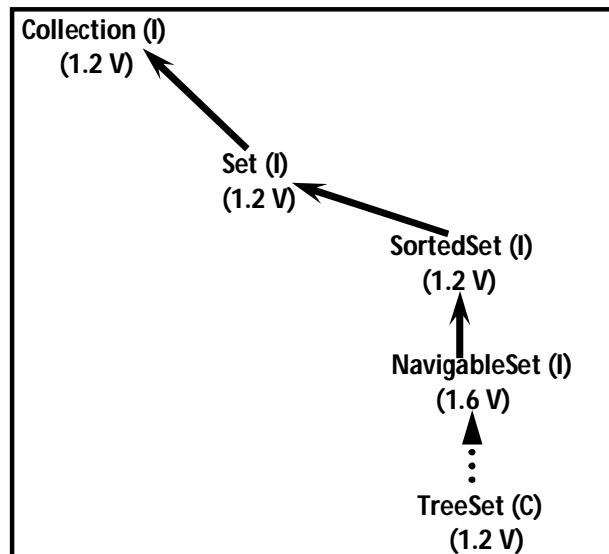 Collection (I)
(1.2 V)
Set (I)
(1.2 V)
SortedSet (I)
(1.2 V)
NavigableSet (I)
(1.6 V)
TreeSet (C)
(1.2 V)